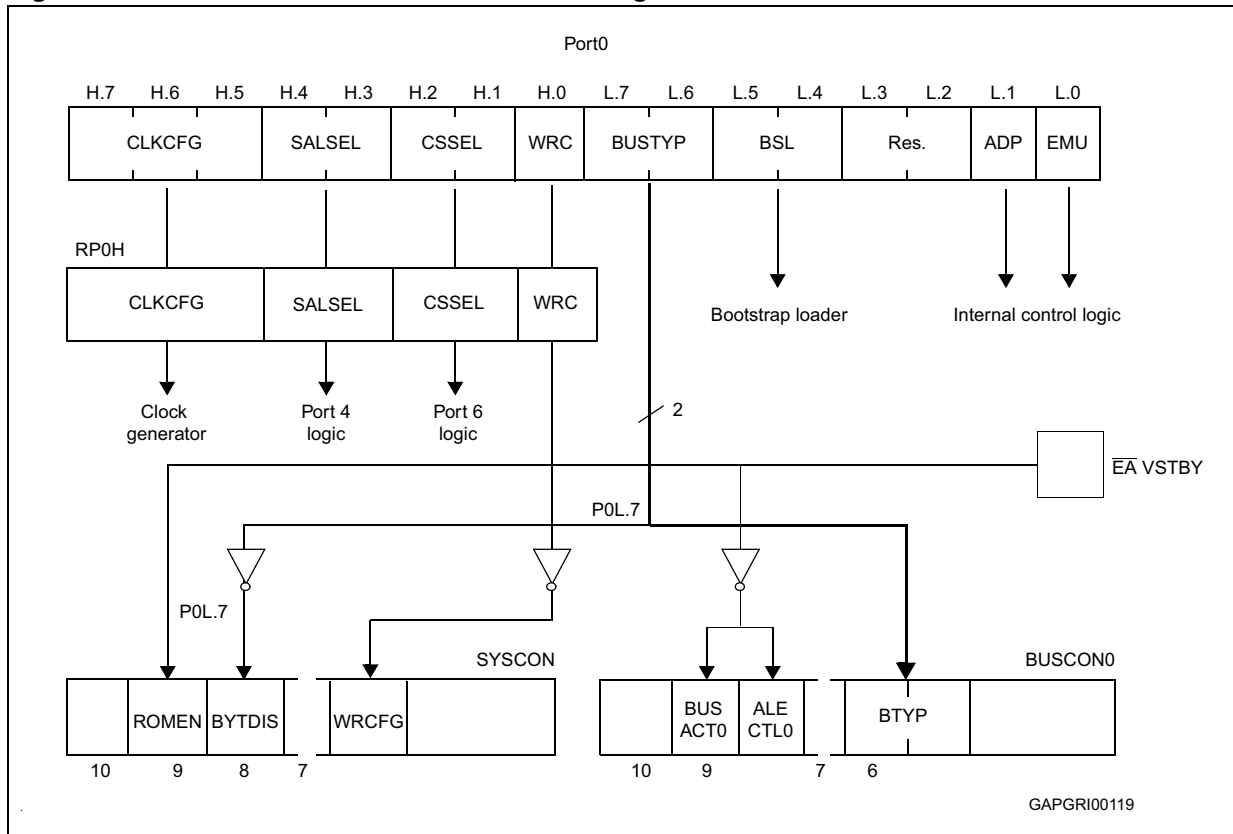 Port0
H.7 H.6 H.5 H.4 H.3 H.2 H.1 H.0 L.7 L.6 L.5 L.4 L.3 L.2 L.1 L.0
CLKCFG SALSEL CSSEL WRC BUSTYP BSL Res. ADP EMU
RP0H
CLKCFG SALSEL CSSEL WRC
Bootstrap loader Internal control logic
Clock generator
Port 4 logic
Port 6 logic
2
EA VSTBY
P0L.7
P0L.7
SYSCON BUSCON0
ROMEN BYTDIS WRCFG
BUS ACT0
ALE CTL0
BTYP
10 9 8 7 10 9 7 6
GAPGRI00119